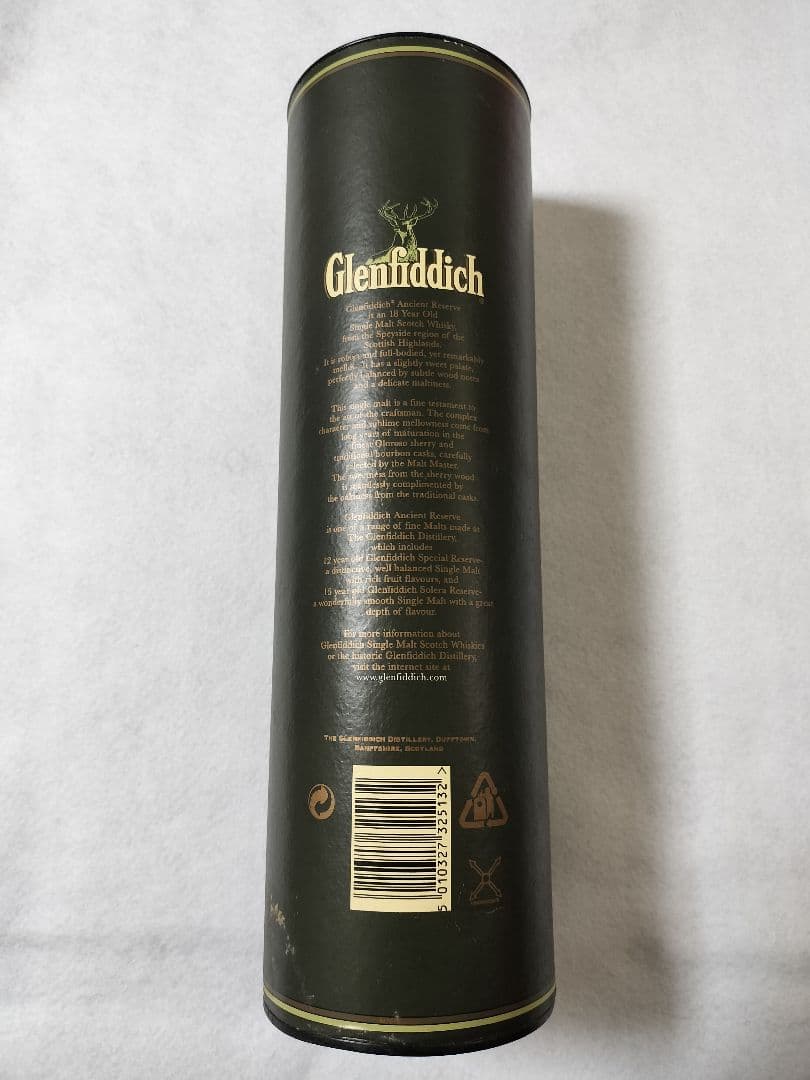 Glenfiddich®
Glenfiddich® Ancient Reserve
is an 18 Year Old
Single Malt Scotch Whisky,
from the Speyside region of the
Scottish Highlands.
It is robust and full-bodied, yet remarkably
mellow. It has a slightly sweet palate,
perfectly balanced by subtle wood notes
and a delicate maltiness.
This single malt is a fine testament to
the art of the craftsman. The complex
character and sublime mellowness come from
long years of maturation in the
finest Oloroso sherry and
traditional bourbon casks, carefully
selected by the Malt Master.
The sweetness from the sherry wood
is seamlessly complimented by
the oakiness from the traditional casks.
Glenfiddich Ancient Reserve
is one of a range of fine Malts made at
The Glenfiddich Distillery,
which includes
12 year old Glenfiddich Special Reserve-
a distinctive, well balanced Single Malt
with rich fruit flavours, and
15 year old Glenfiddich Solera Reserve-
a wonderfully smooth Single Malt with a great
depth of flavour.
For more information about
Glenfiddich Single Malt Scotch Whiskies
or the historic Glenfiddich Distillery,
visit the internet site at
www.glenfiddich.com
The Glenfiddich Distillery, Dufftown,
Banffshire, Scotland
5 010327 325132 >